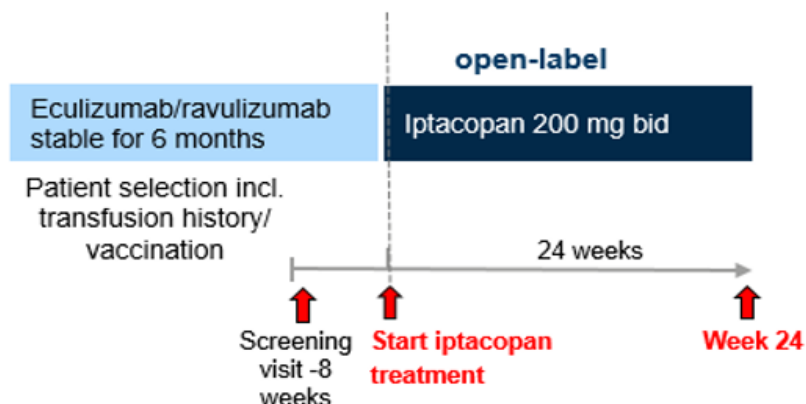 open-label
Eculizumab/ravulizumab
stable for 6 months
Iptacopan 200 mg bid
Patient selection incl.
transfusion history/
vaccination
24 weeks
Screening
visit -8
weeks
Start iptacopan
treatment
Week 24